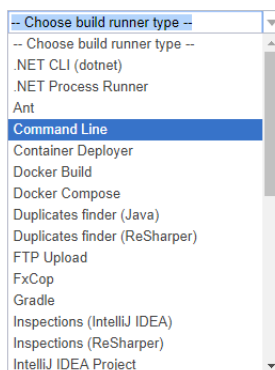 -- Choose build runner type --
-- Choose build runner type --
.NET CLI (dotnet)
.NET Process Runner
Ant
Command Line
Container Deployer
Docker Build
Docker Compose
Duplicates finder (Java)
Duplicates finder (ReSharper)
FTP Upload
FxCop
Gradle
Inspections (IntelliJ IDEA)
Inspections (ReSharper)
IntelliJ IDEA Project